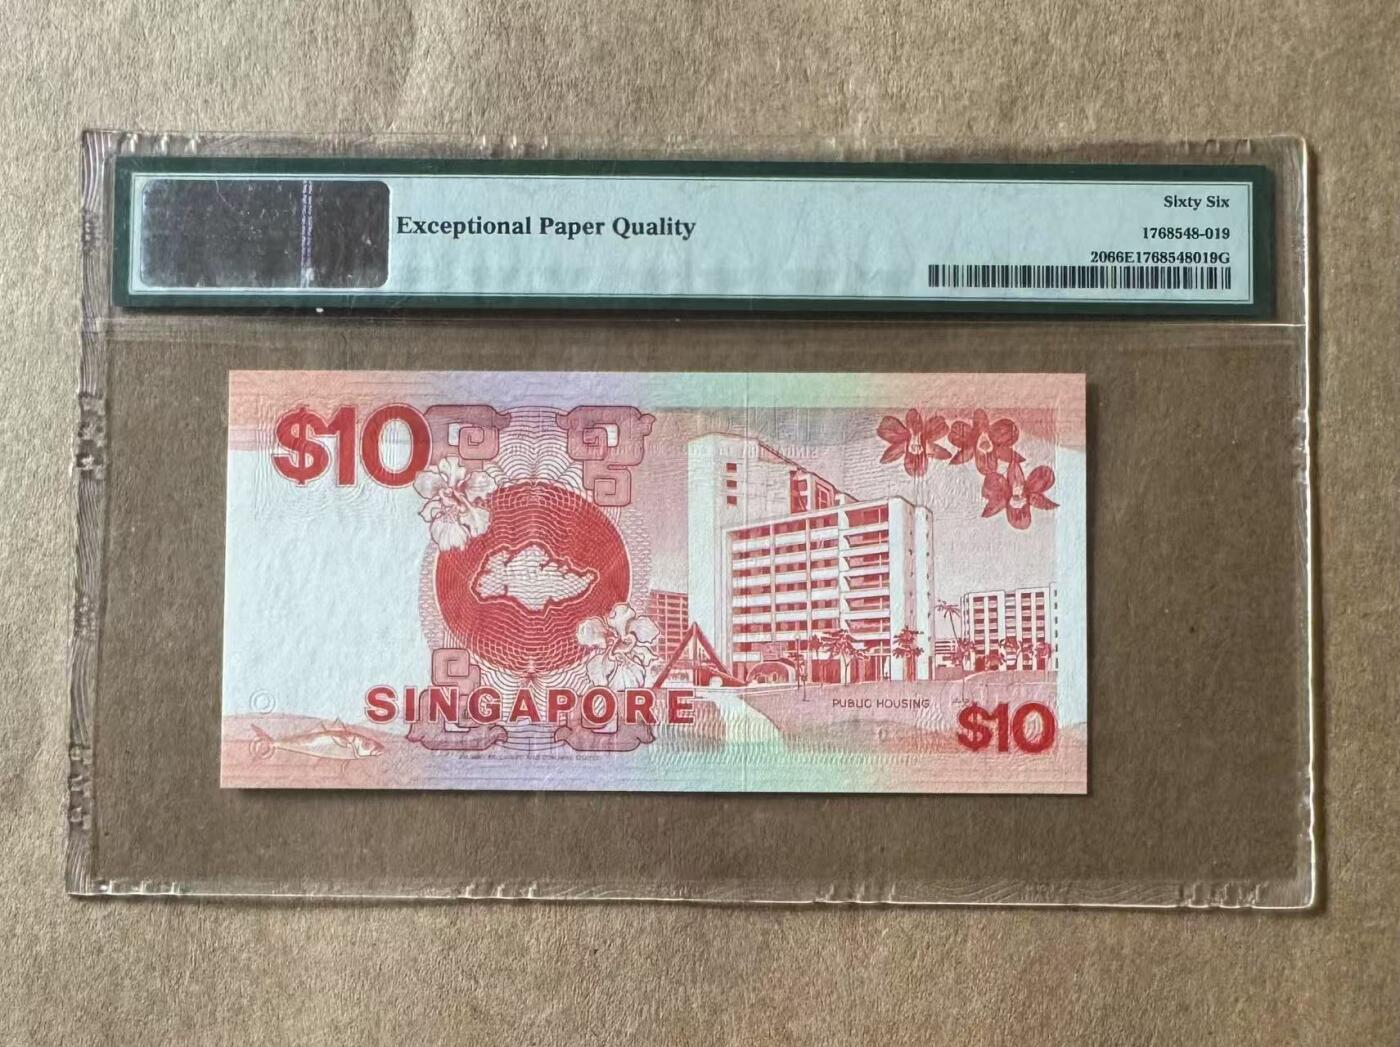 Exceptional Paper Quality
Sixty Six
1768548-019
2066E1768548019G
$10
SINGAPORE
PUBLIC HOUSING
$10